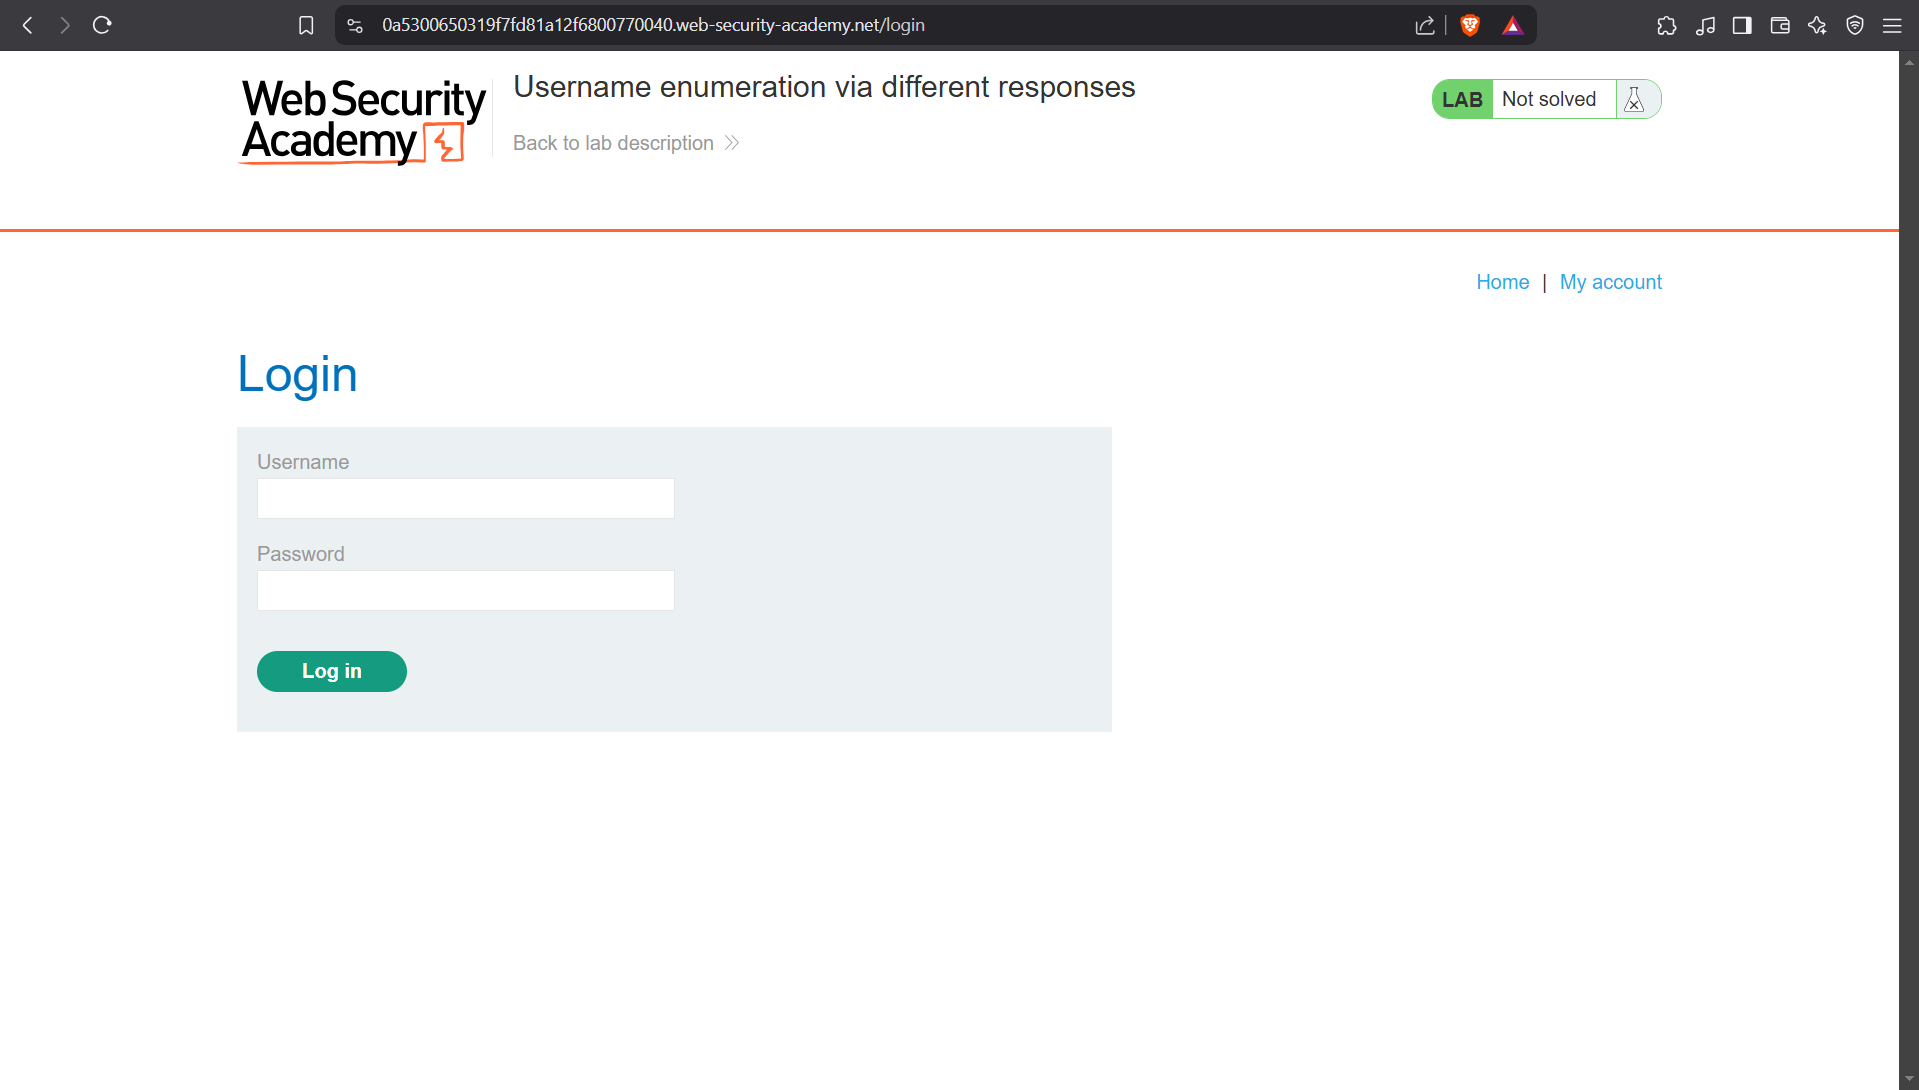 0a5300650319f7fd81a12f6800770040.web-security-academy.net/login
Web Security
Academy
Username enumeration via different responses
Back to lab description
LAB Not solved
Home | My account
Login
Username
Password
Log in